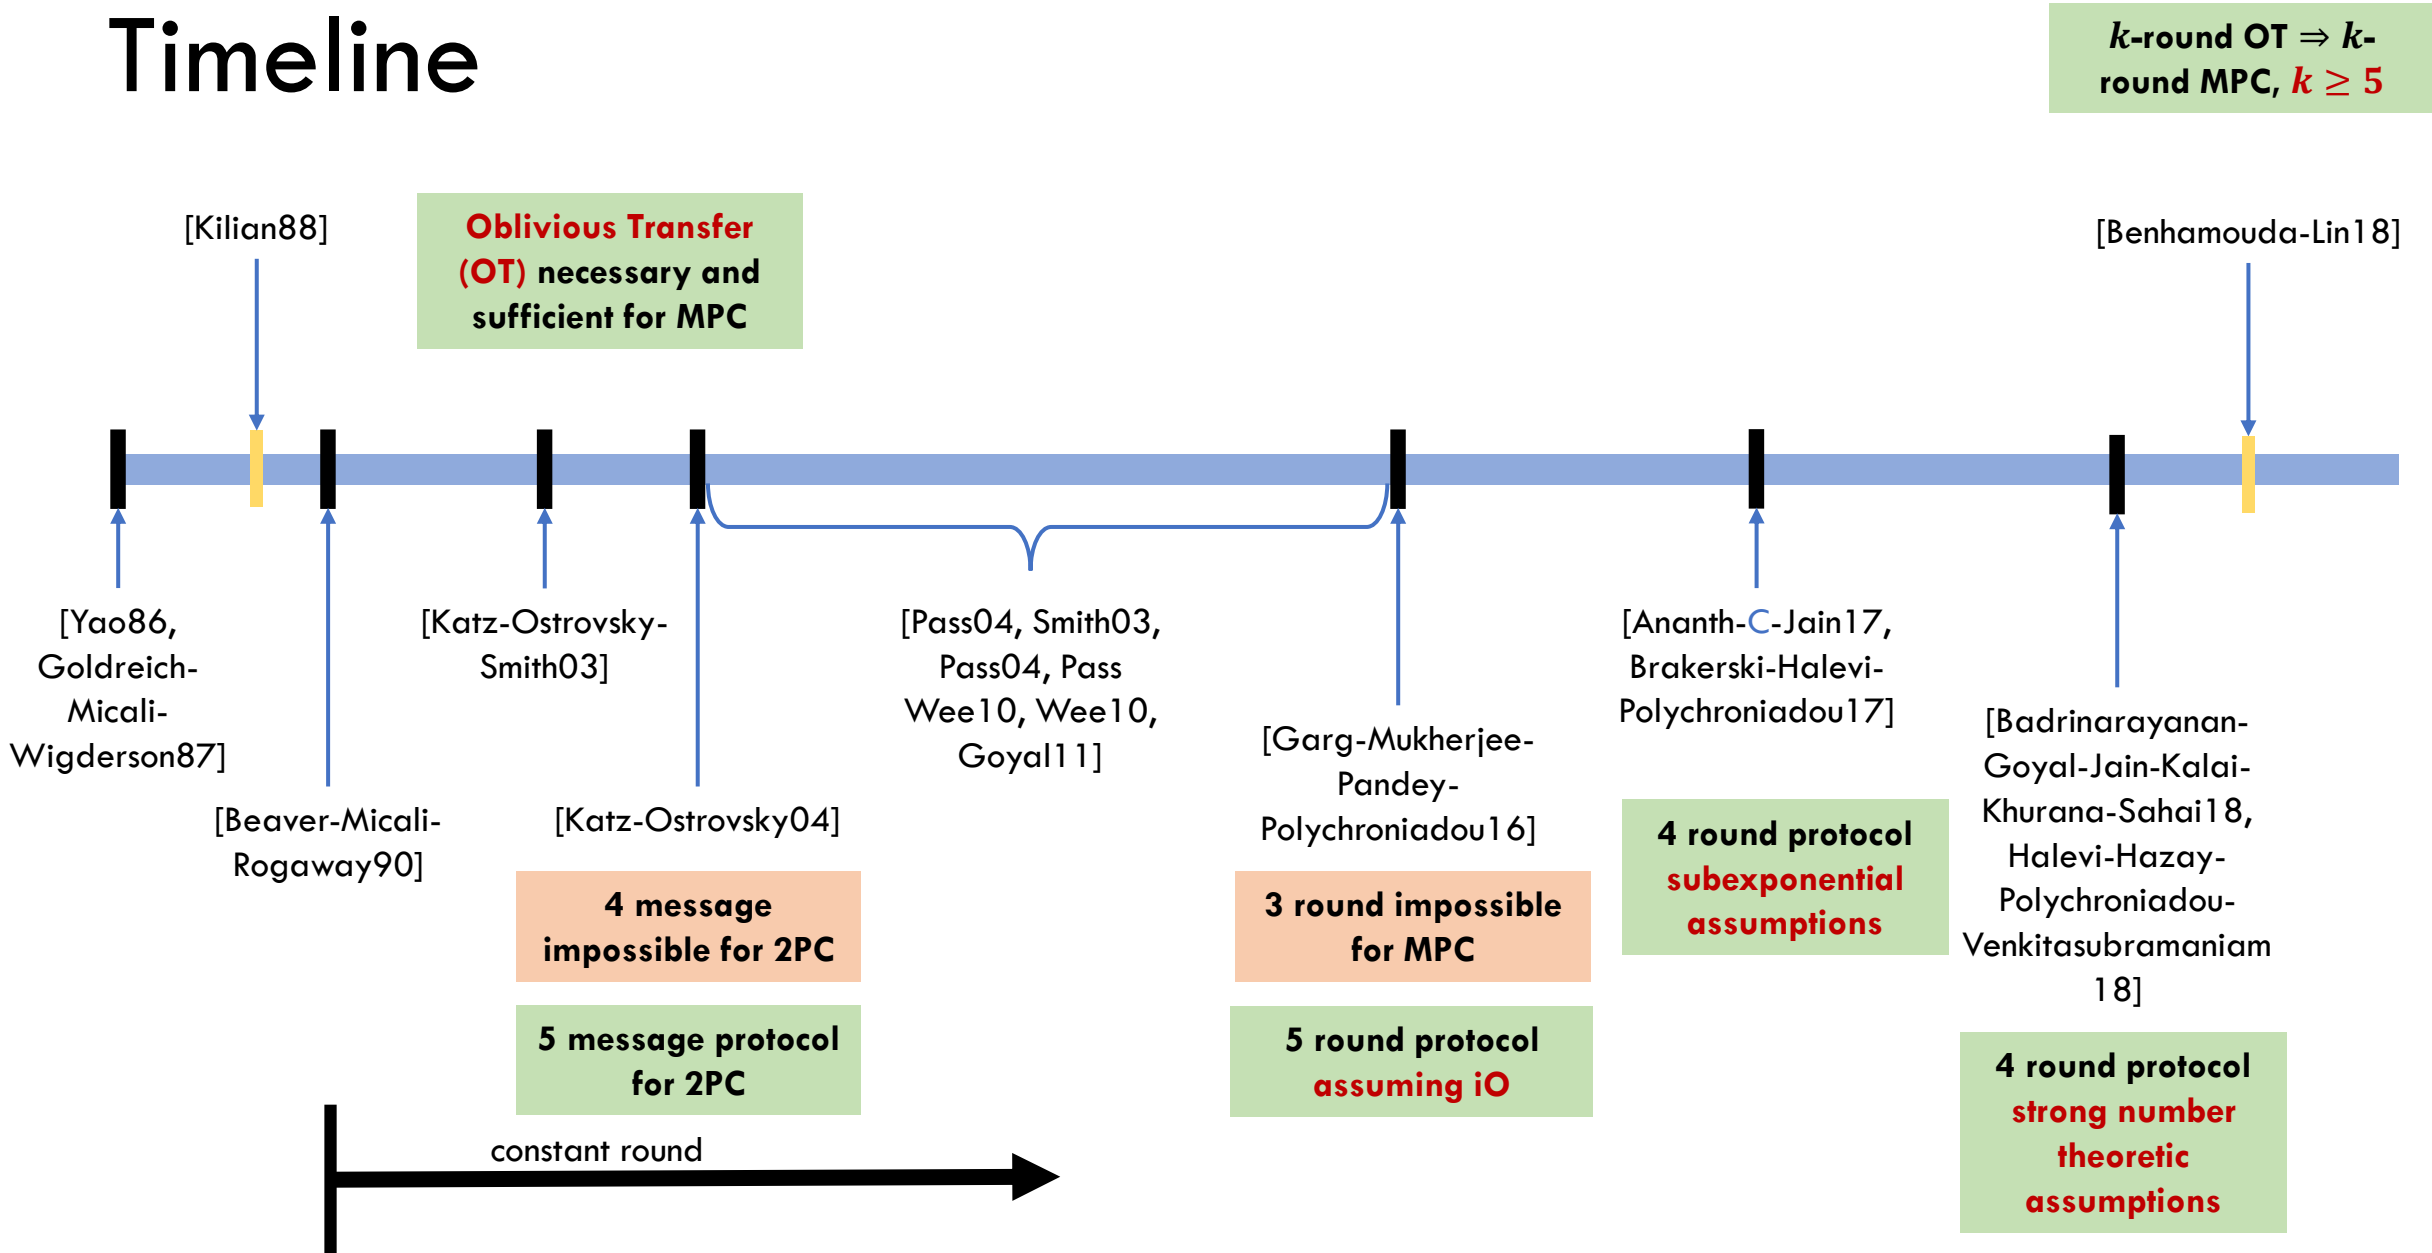 Timeline
k-round OT ⇒ k-
round MPC, k ≥ 5
[Kilian88]
Oblivious Transfer
(OT) necessary and
sufficient for MPC
[Benhamouda-Lin18]
[Yao86,
Goldreich-
Micali-
Wigderson87]
[Beaver-Micali-
Rogaway90]
[Katz-Ostrovsky-
Smith03]
[Katz-Ostrovsky04]
4 message
impossible for 2PC
5 message protocol
for 2PC
[Pass04, Smith03,
Pass04, Pass
Wee10, Wee10,
Goyal11]
[Garg-Mukherjee-
Pandey-
Polychroniadou16]
3 round impossible
for MPC
5 round protocol
assuming iO
[Ananth-C-Jain17,
Brakerski-Halevi-
Polychroniadou17]
4 round protocol
subexponential
assumptions
[Badrinarayanan-
Goyal-Jain-Kalai-
Khurana-Sahai18,
Halevi-Hazay-
Polychroniadou-
Venkitasubramaniam
18]
4 round protocol
strong number
theoretic
assumptions
constant round